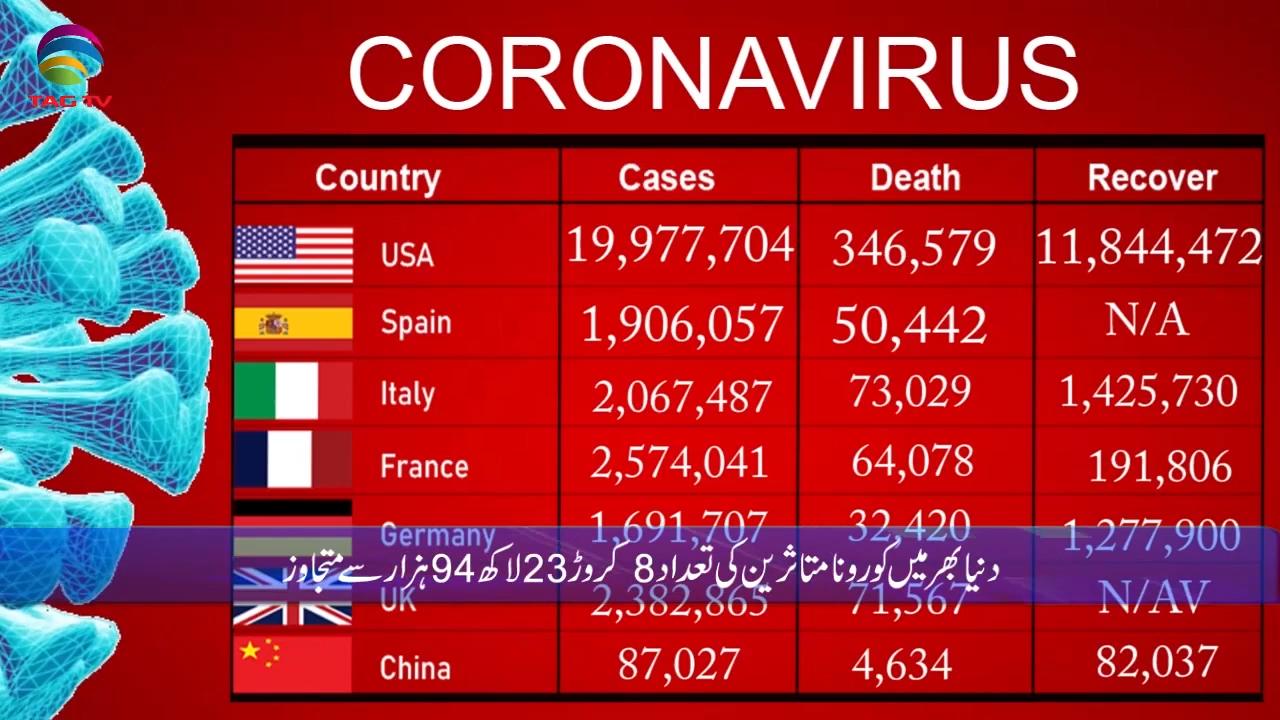 TAG TV
CORONAVIRUS
Country Cases Death Recover
USA 19,977,704 346,579 11,844,472
Spain 1,906,057 50,442 N/A
Italy 2,067,487 73,029 1,425,730
France 2,574,041 64,078 191,806
Germany 1,691,707 32,420 1,277,900
دنیا بھر میں کورونا متاثرین کی تعداد 8 کروڑ 23 لاکھ 94 ہزار سے متجاوز
UK 2,382,865 71,567 N/AV
China 87,027 4,634 82,037